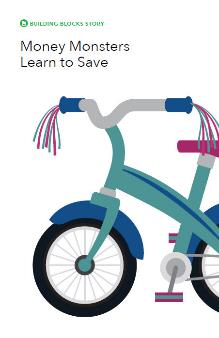 BUILDING BLOCKS STORY
Money Monsters
Learn to Save